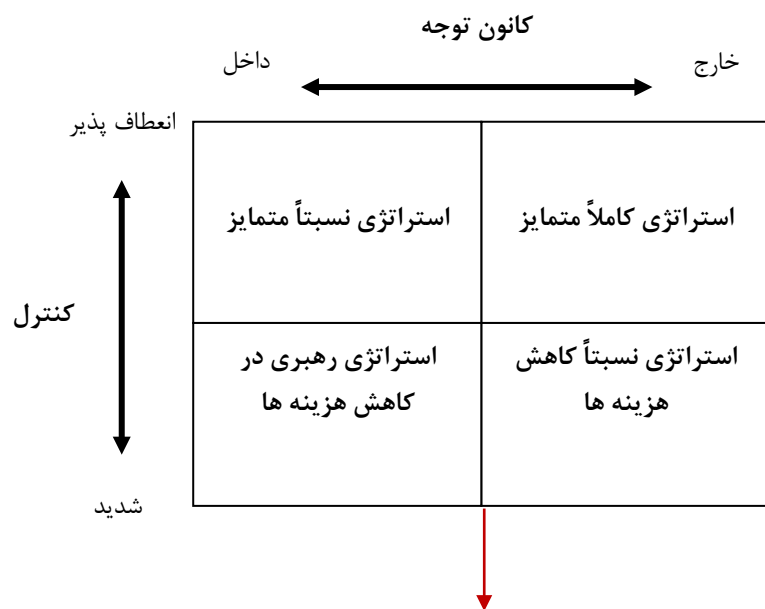 کانون توجه
خارج
داخل
انعطاف پذیر
استراتژی کاملاً متمایز
استراتژی نسبتاً متمایز
کنترل
استراتژی نسبتاً کاهش
هزینه ها
استراتژی رهبری در
کاهش هزینه ها
شدید